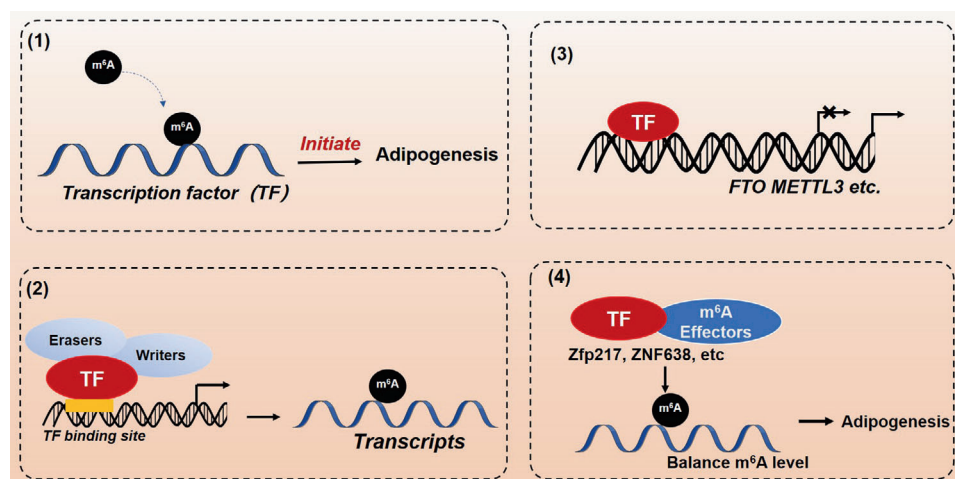 (1)
m⁶A
m⁶A
Initiate
Adipogenesis
Transcription factor (TF)
(2)
Erasers
Writers
TF
TF binding site
m⁶A
Transcripts
(3)
TF
FTO METTL3 etc.
(4)
TF
m⁶A
Effectors
Zfp217, ZNF638, etc
m⁶A
Adipogenesis
Balance m⁶A level